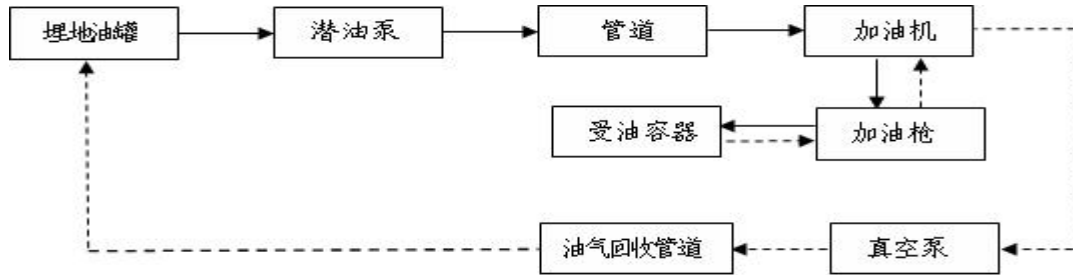 埋地油罐
潜油泵
管道
加油机
受油容器
加油枪
油气回收管道
真空泵